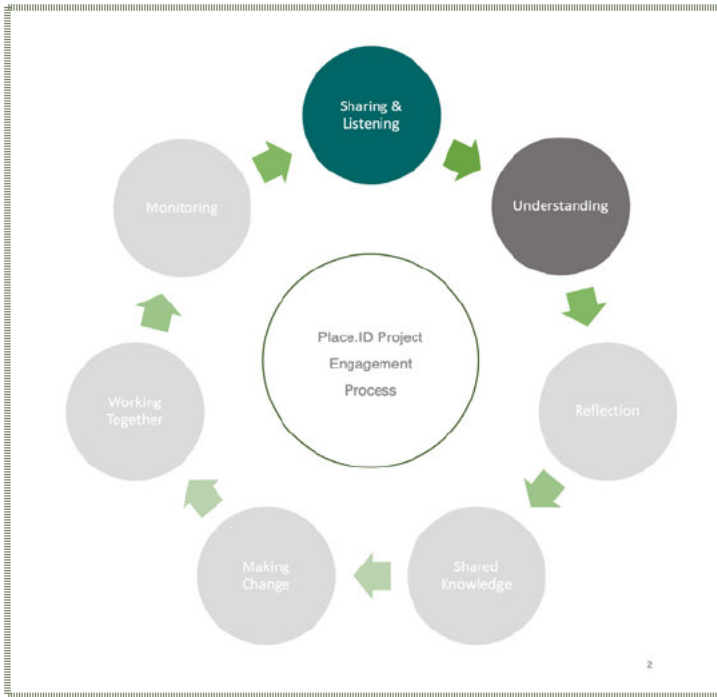 Sharing &
Listening
Understanding
Reflection
Shared
Knowledge
Making
Change
Working
Together
Monitoring
Place.ID Project
Engagement
Process
2